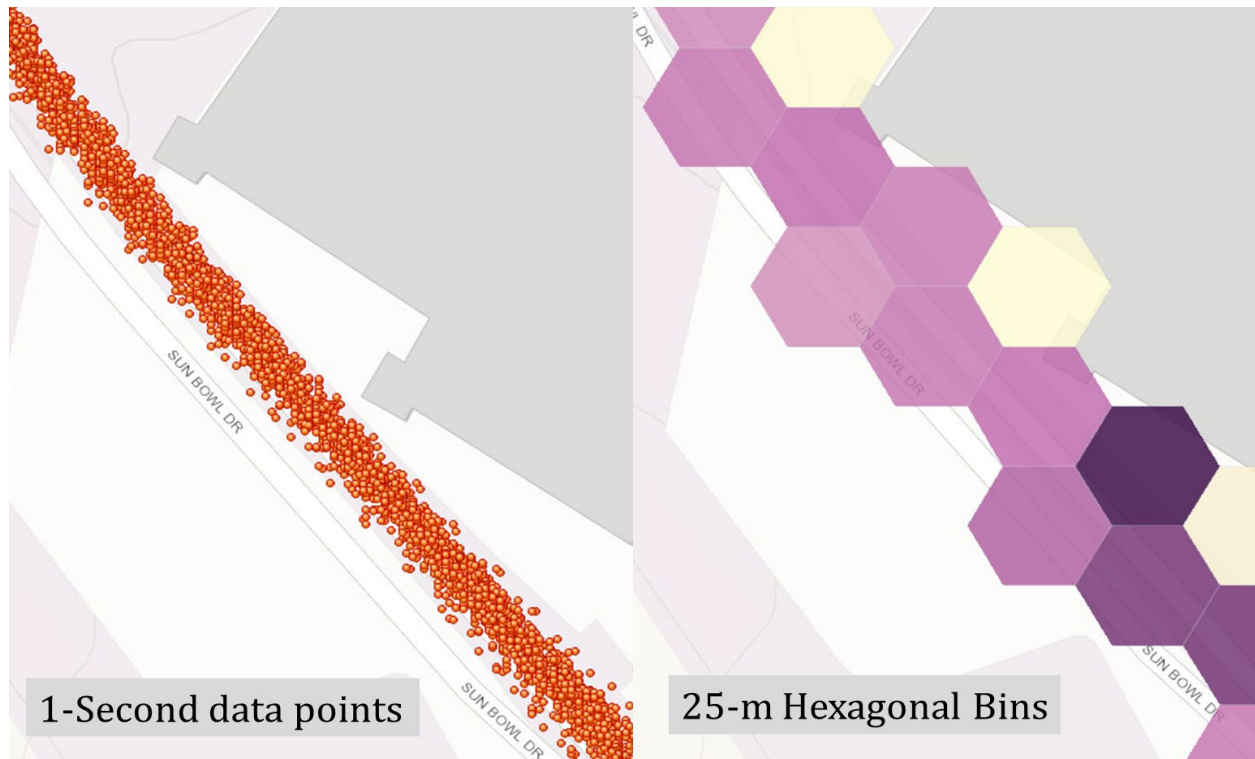 SUN BOWL DR
SUN BOWL DR
1-Second data points
DR
SUN BOWL DR
SUN BOWL DR
25-m Hexagonal Bins